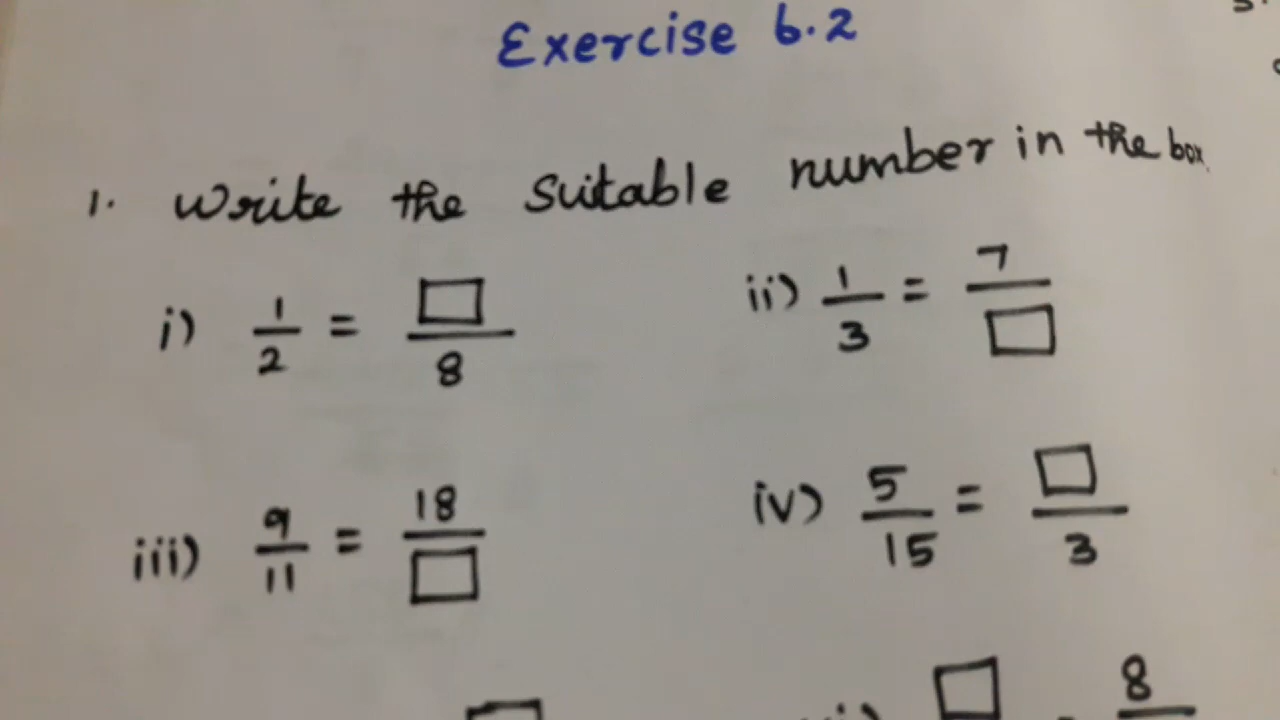 Exercise 6.2
1. Write the Suitable number in the box.
i) 1/2 = □/8
ii) 1/3 = 7/□
iii) 9/11 = 18/□
iv) 5/15 = □/3
□ 8